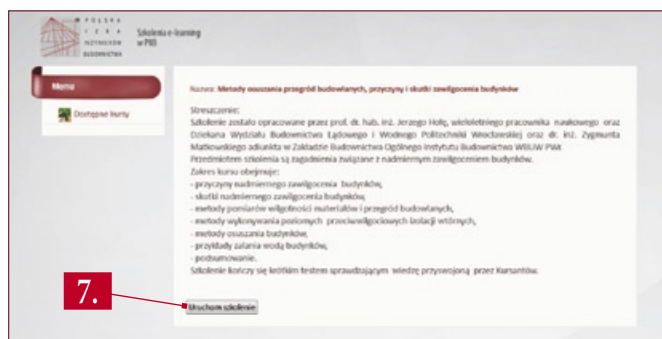 POLSKA
IZBA
INŻYNIERÓW
BUDOWNICTWA
Szkolenia e-learning
w PIIB
Menu
Dostępne kursy
Nazwa: Metody osuszania przegród budowlanych, przyczyny i skutki zawilgocenia budynków
Streszczenie:
Szkolenie zostało opracowane przez prof. dr. hab. inż. Jerzego Hołę, wieloletniego pracownika naukowego oraz
Dziekana Wydziału Budownictwa Lądowego i Wodnego Politechniki Wrocławskiej oraz dr. inż. Zygmunta
Matkowskiego adiunkta w Zakładzie Budownictwa Ogólnego Instytutu Budownictwa WBLiW PWr.
Przedmiotem szkolenia są zagadnienia związane z nadmiernym zawilgoceniem budynków.
Zakres kursu obejmuje:
- przyczyny nadmiernego zawilgocenia budynków,
- skutki nadmiernego zawilgocenia budynków,
- metody pomiarów wilgotności materiałów i przegród budowlanych,
- metody wykonywania poziomych przeciwwilgociowych izolacji wtórnych,
- metody osuszania budynków,
- przykłady zalania wodą budynków,
- podsumowanie.
Szkolenie kończy się krótkim testem sprawdzającym wiedzę przyswojoną przez Kursantów.
7.
Uruchom szkolenie